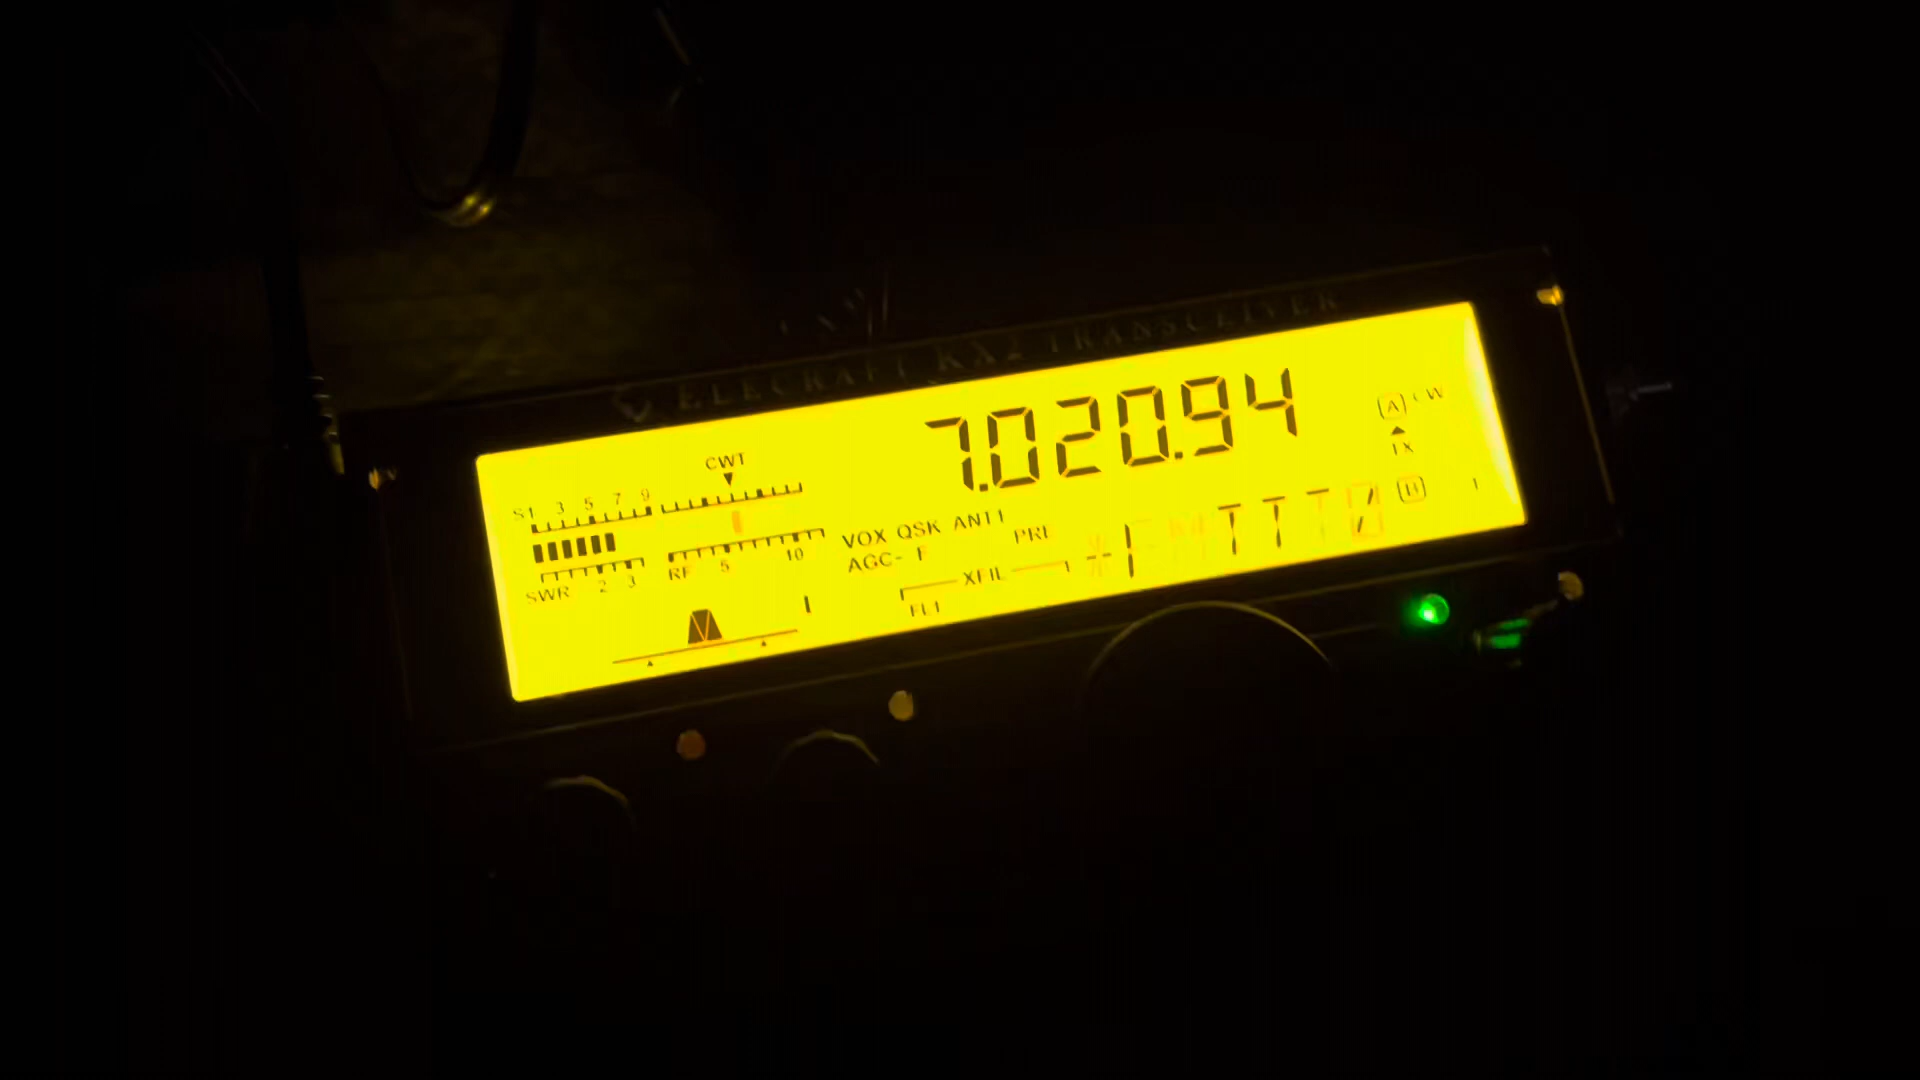 ELECRAFT KX2 TRANSCEIVER
7.020.94
A CW
TX
B
CWT
S1 3 5 7 9
SWR 2 3
RF 5 10
VOX QSK ANT1
AGC- F PRE
XFIL
FL1